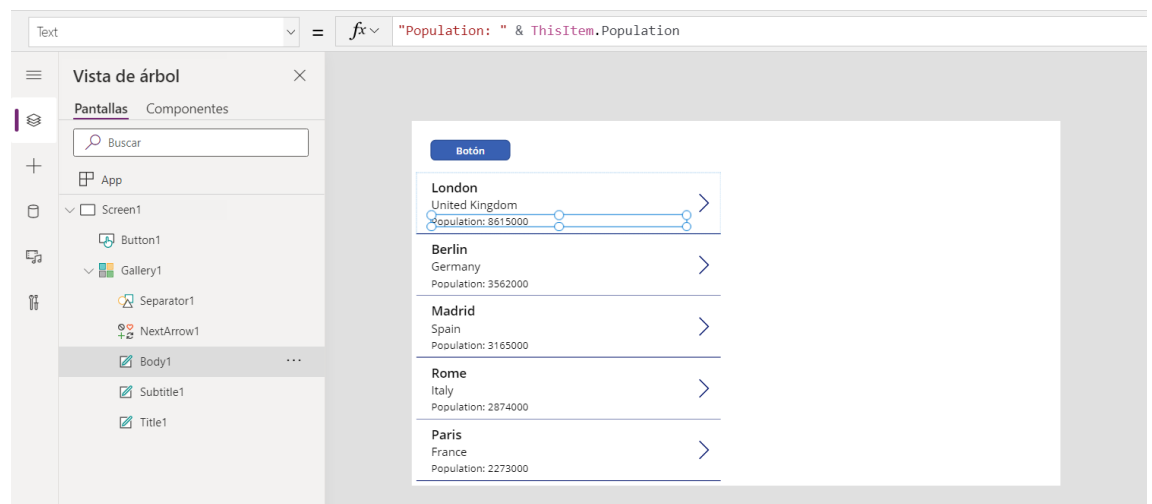 Text = fx "Population: " & ThisItem.Population
Vista de árbol
Pantallas Componentes
Buscar
App
Screen1
Button1
Gallery1
Separator1
NextArrow1
Body1 ...
Subtitle1
Title1
Botón
London
United Kingdom
Population: 8615000
Berlin
Germany
Population: 3562000
Madrid
Spain
Population: 3165000
Rome
Italy
Population: 2874000
Paris
France
Population: 2273000